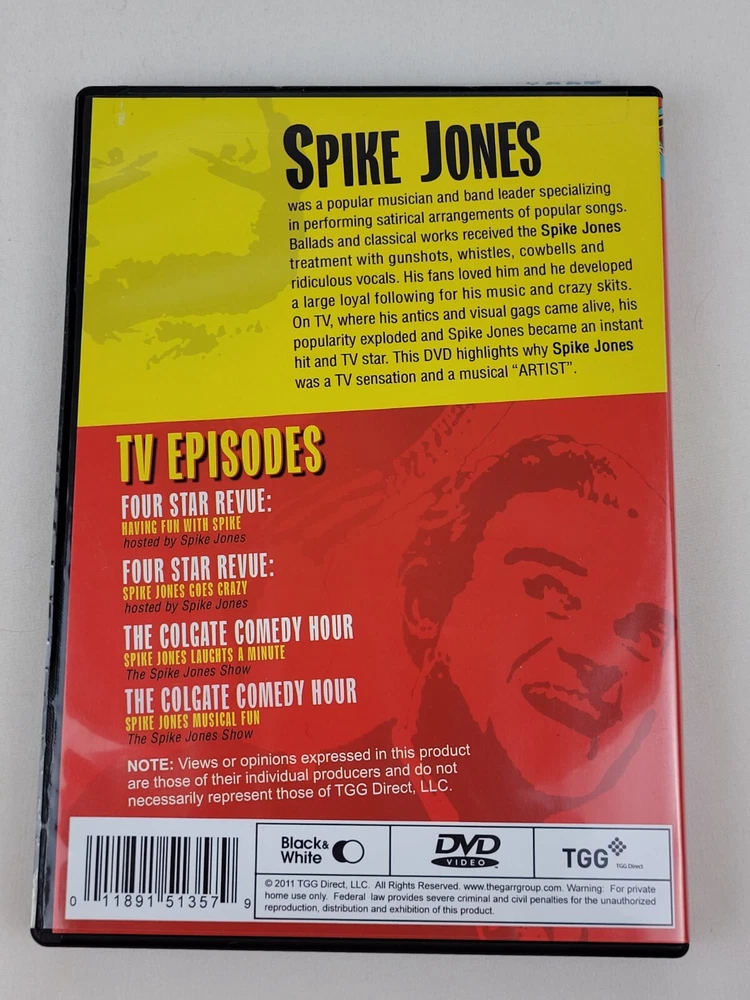 SPIKE JONES
was a popular musician and band leader specializing
in performing satirical arrangements of popular songs.
Ballads and classical works received the Spike Jones
treatment with gunshots, whistles, cowbells and
ridiculous vocals. His fans loved him and he developed
a large loyal following for his music and crazy skits.
On TV, where his antics and visual gags came alive, his
popularity exploded and Spike Jones became an instant
hit and TV star. This DVD highlights why Spike Jones
was a TV sensation and a musical “ARTIST”.
TV EPISODES
FOUR STAR REVUE:
HAVING FUN WITH SPIKE
hosted by Spike Jones
FOUR STAR REVUE:
SPIKE JONES GOES CRAZY
hosted by Spike Jones
THE COLGATE COMEDY HOUR
SPIKE JONES LAUGHTS A MINUTE
The Spike Jones Show
THE COLGATE COMEDY HOUR
SPIKE JONES MUSICAL FUN
The Spike Jones Show
NOTE: Views or opinions expressed in this product
are those of their individual producers and do not
necessarily represent those of TGG Direct, LLC.
0 11891 51357 9
Black&
White
DVD
VIDEO
TGG
TGG Direct
© 2011 TGG Direct, LLC. All Rights Reserved. www.thegarrgroup.com. Warning: For private
home use only. Federal law provides severe criminal and civil penalties for the unauthorized
reproduction, distribution and exhibition of this product.